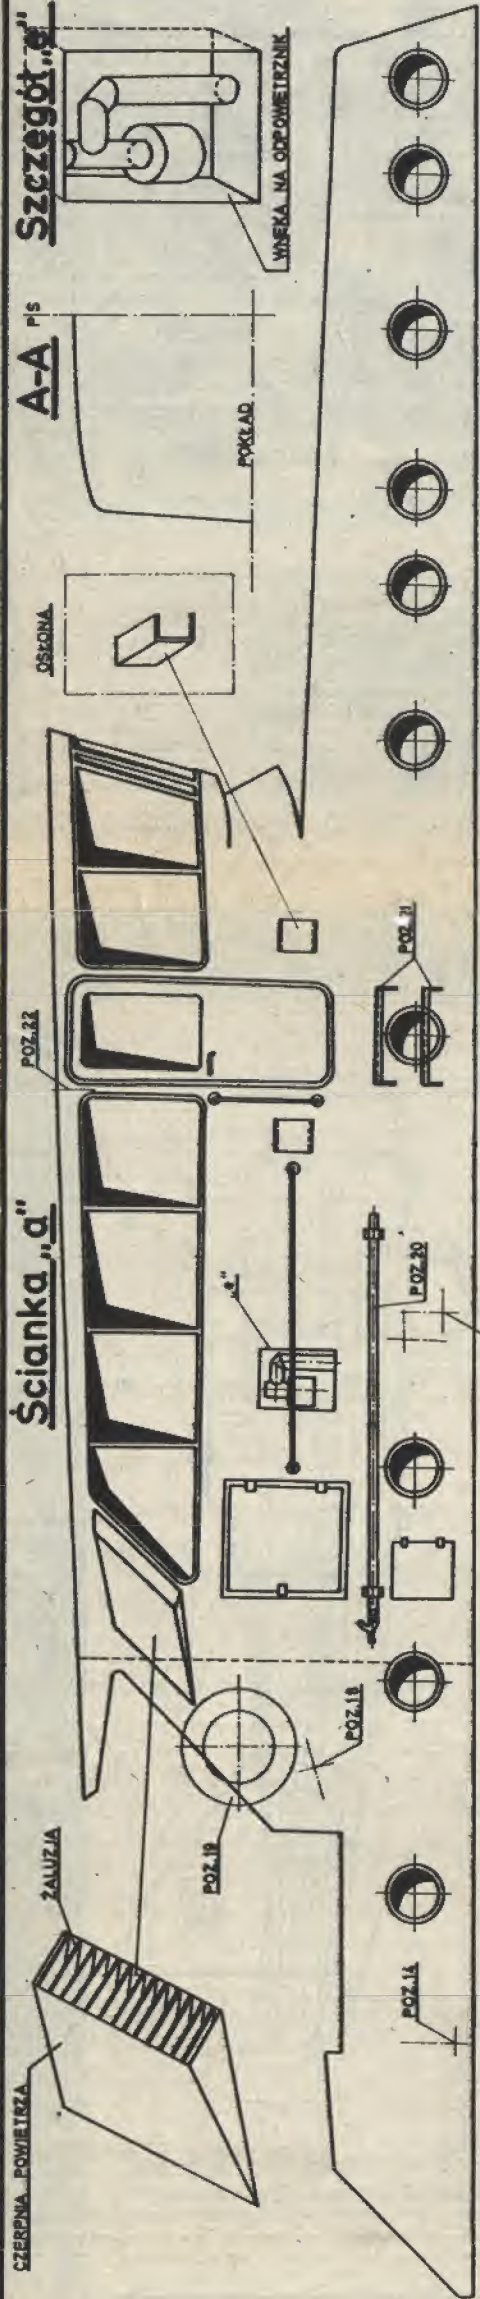 Ścianka „a"
A-A
P/S
Szczegół „e"
CZERPNIA POWIETRZA
ŻALUZJA
POZ.22
OSŁONA
POKŁAD
WNĘKA NA ODPOWIETRZNIK
POZ.19
POZ.18
„e"
POZ.14
POZ.20
POZ.21